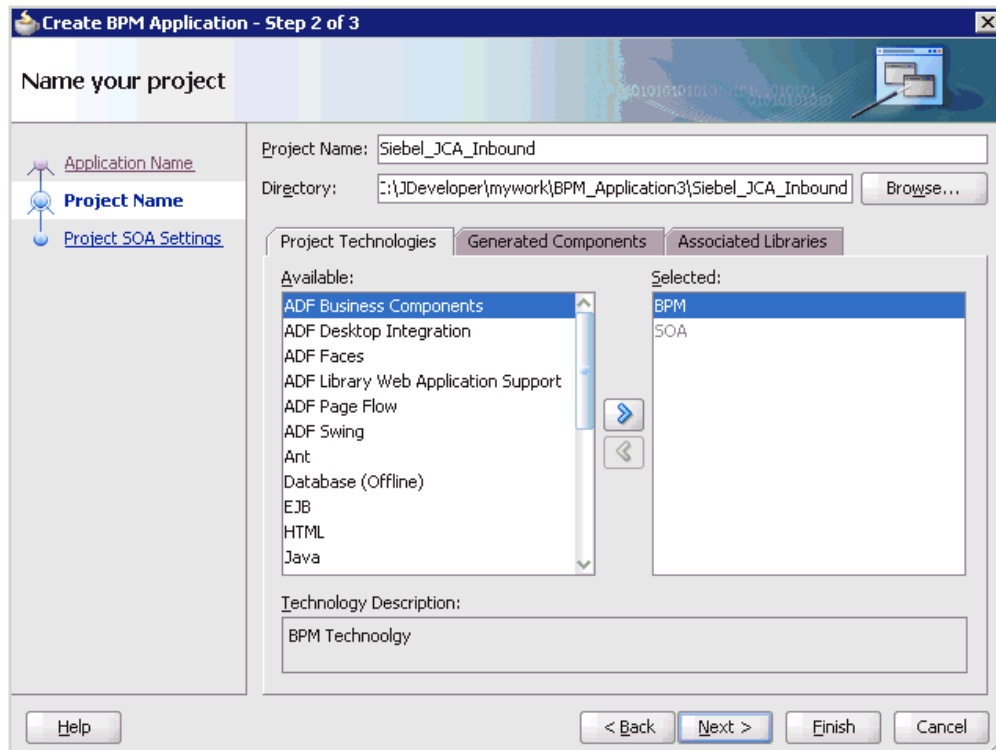 Create BPM Application - Step 2 of 3
Name your project
Application Name
Project Name
Project SOA Settings
Project Name: Siebel_JCA_Inbound
Directory: C:\JDeveloper\mywork\BPM_Application3\Siebel_JCA_Inbound Browse...
Project Technologies Generated Components Associated Libraries
Available: Selected:
ADF Business Components BPM
ADF Desktop Integration SOA
ADF Faces
ADF Library Web Application Support
ADF Page Flow
ADF Swing
Ant
Database (Offline)
EJB
HTML
Java
Technology Description:
BPM Technoolgy
Help < Back Next > Finish Cancel